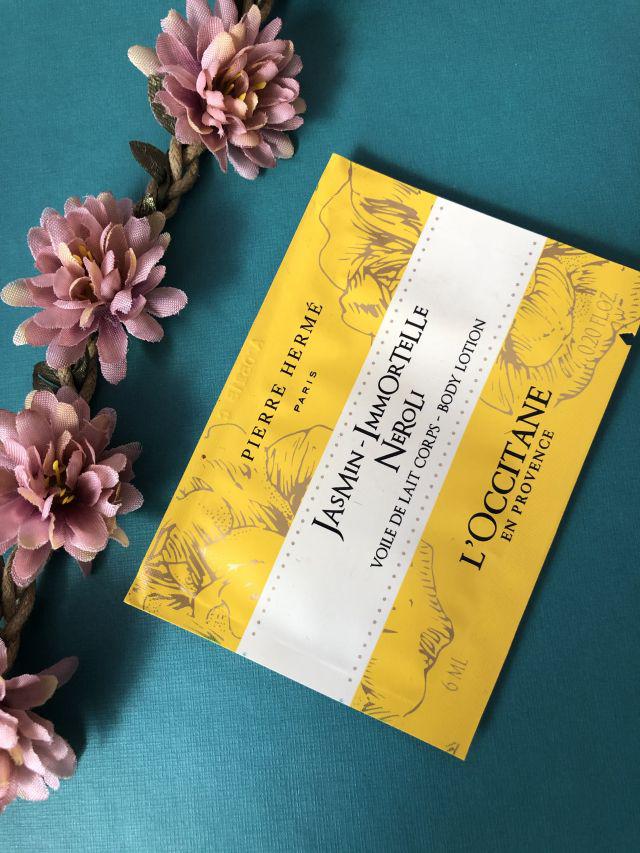 PIERRE HERMÉ
PARIS
JASMIN - IMMORTELLE
NEROLI
VOILE DE LAIT CORPS - BODY LOTION
L'OCCITANE
EN PROVENCE
6 ML
0.20 FL.OZ